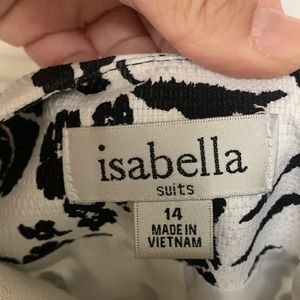 isabella
suits
14
MADE IN
VIETNAM